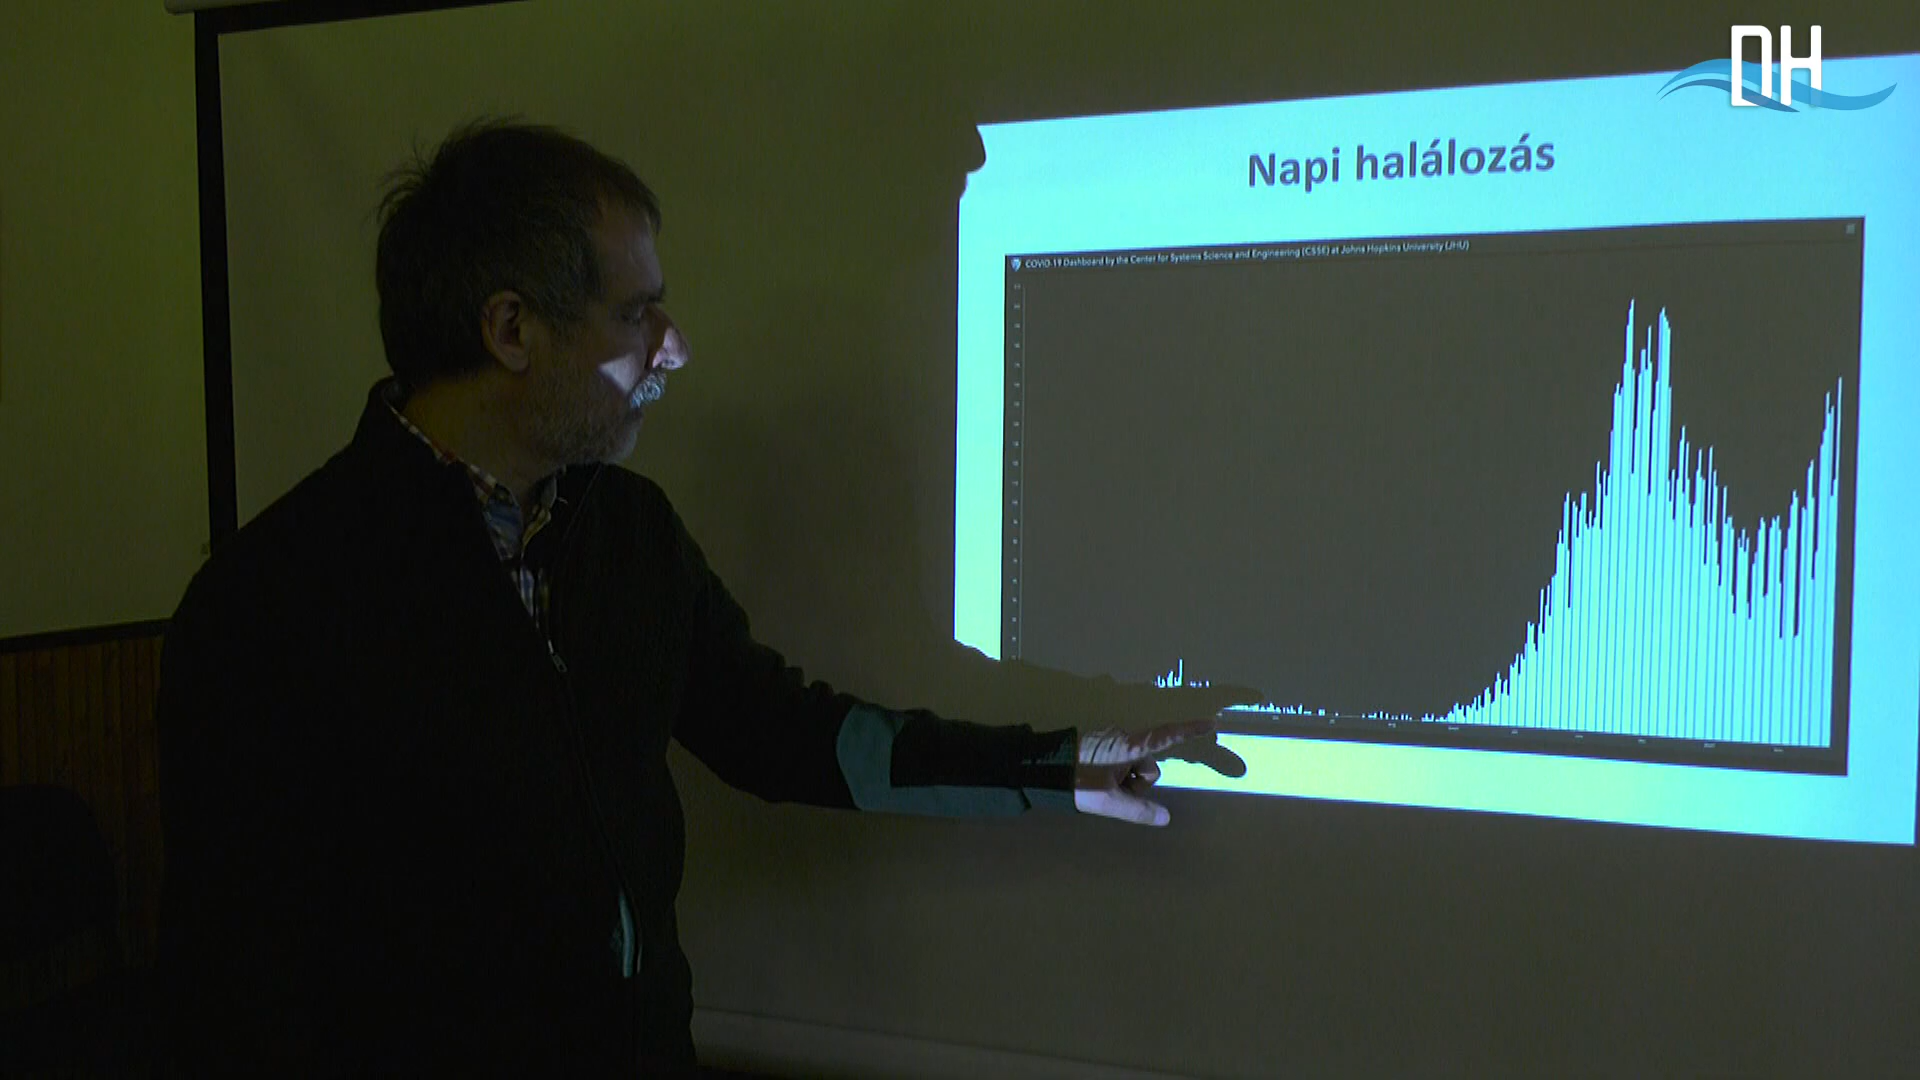 DH
Napi halálozás
COVID-19 Dashboard by the Center for Systems Science and Engineering (CSSE) at Johns Hopkins University (JHU)